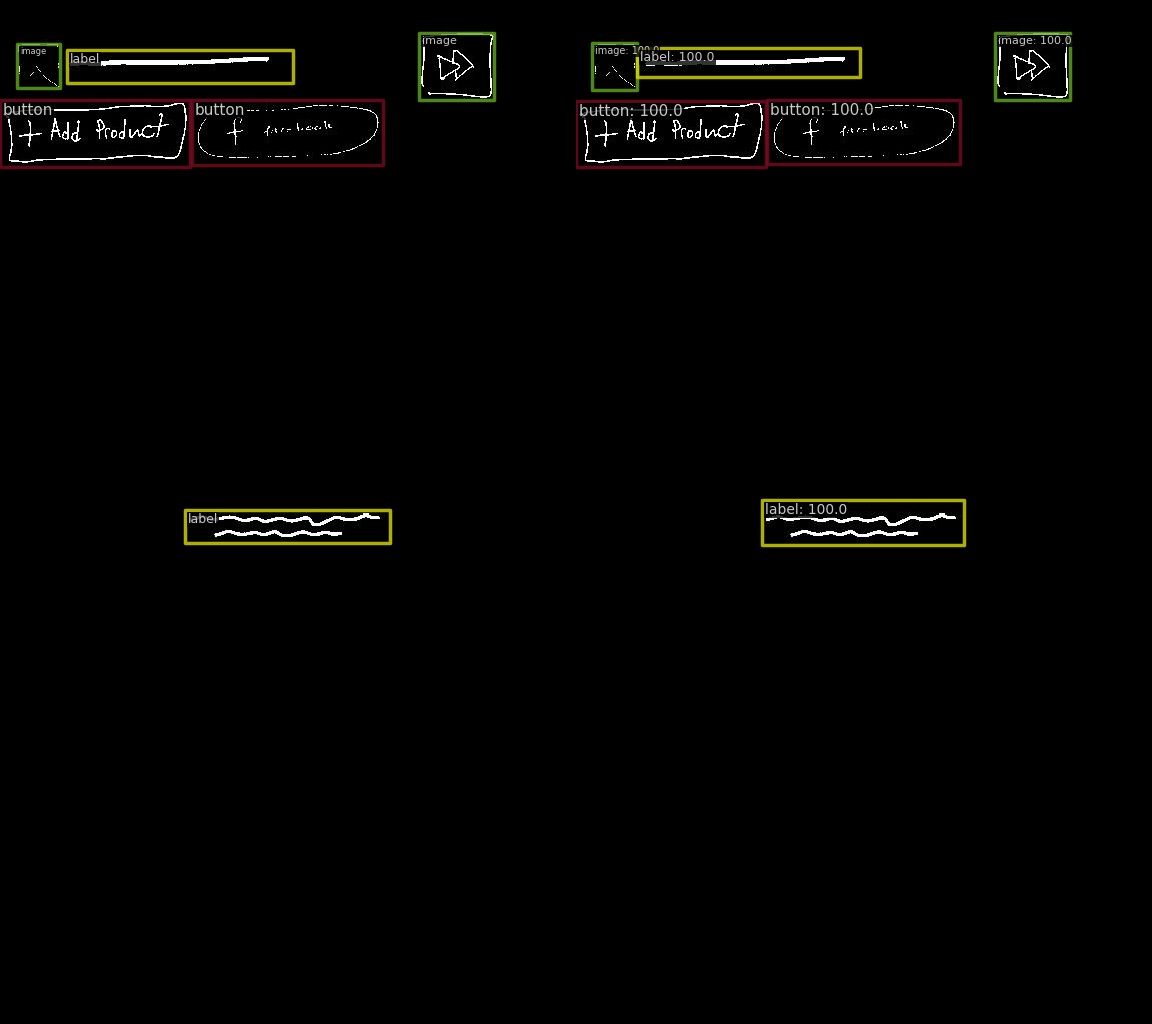 image
label
image
image: 100.0
label: 100.0
image: 100.0
button
button
button: 100.0
button: 100.0
+ Add Product
+
+ Add Product
+
label
label: 100.0